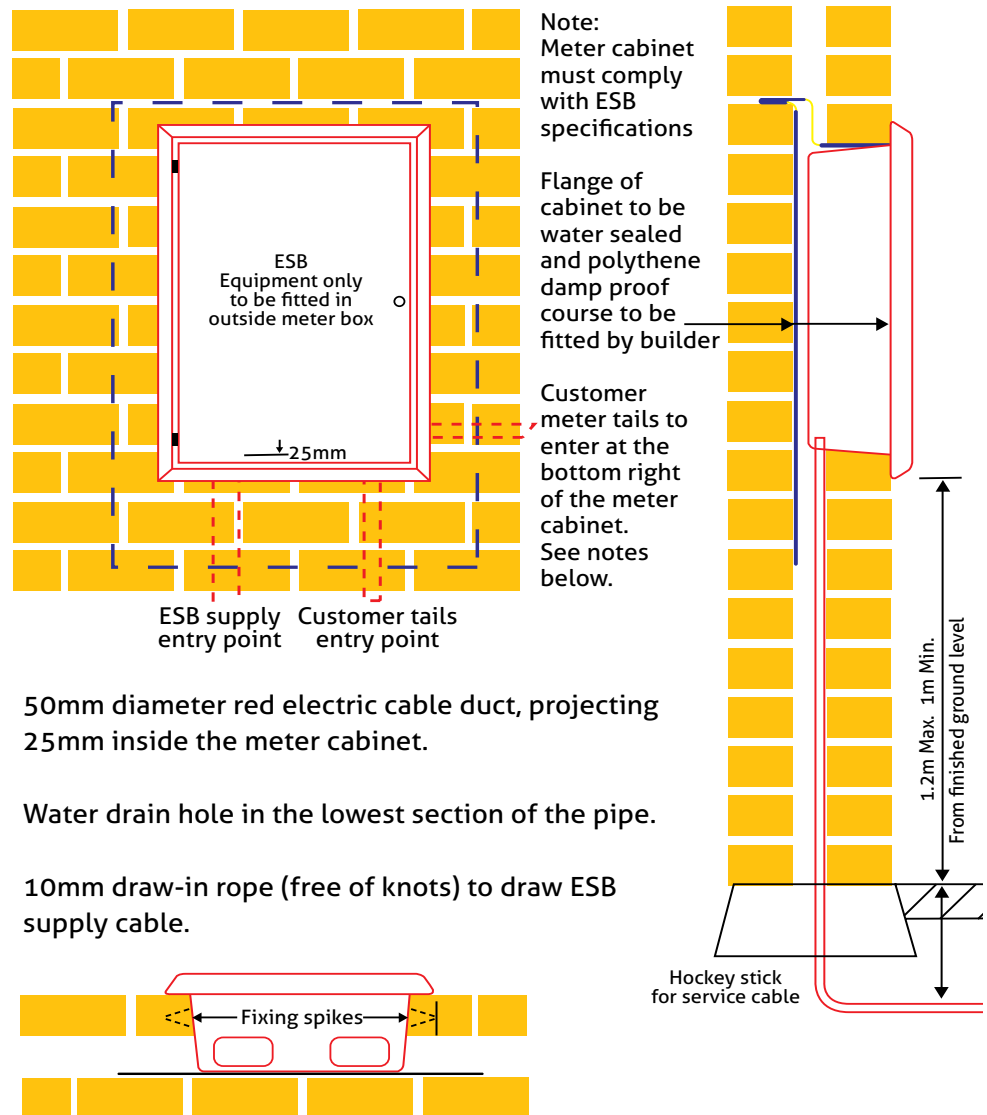 Note:
Meter cabinet
must comply
with ESB
specifications
Flange of
cabinet to be
water sealed
and polythene
damp proof
course to be
fitted by builder
Customer
meter tails to
enter at the
bottom right
of the meter
cabinet.
See notes
below.
ESB
Equipment only
to be fitted in
outside meter box
25mm
ESB supply
entry point
Customer tails
entry point
1.2m Max. 1m Min.
From finished ground level
50mm diameter red electric cable duct, projecting
25mm inside the meter cabinet.
Water drain hole in the lowest section of the pipe.
10mm draw-in rope (free of knots) to draw ESB
supply cable.
Hockey stick
for service cable
Fixing spikes